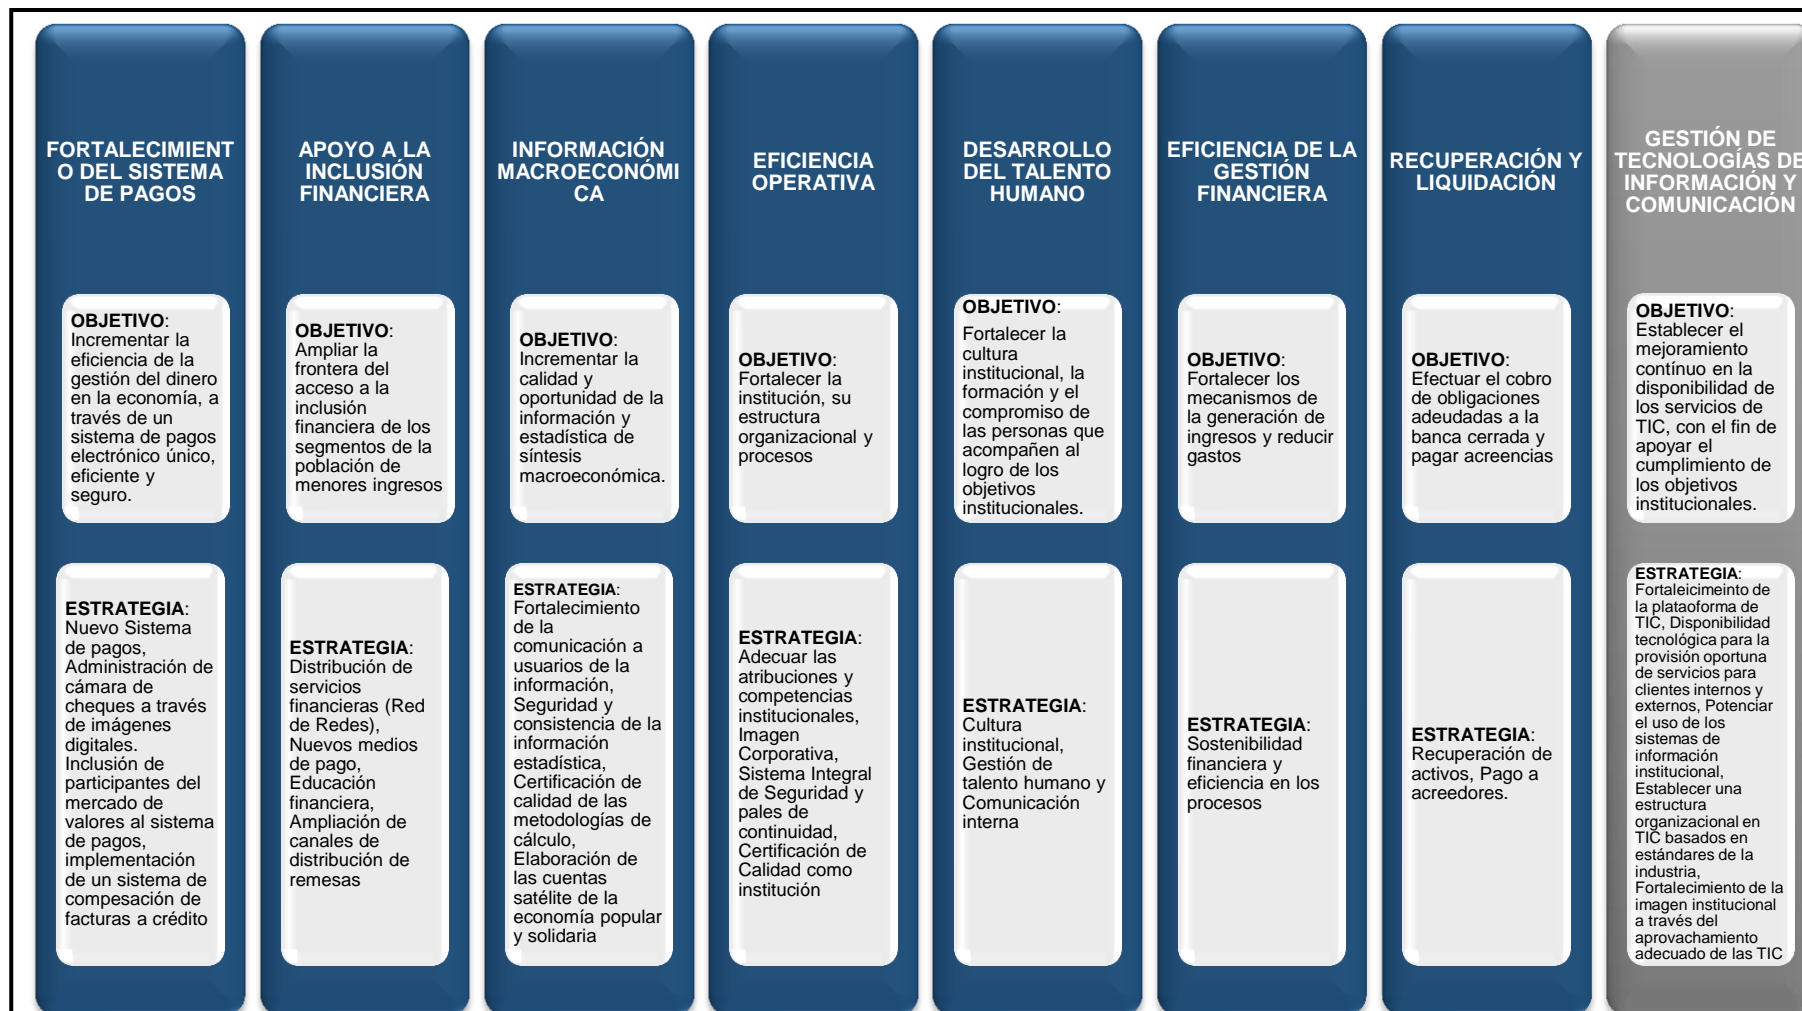 FORTALECIMIENT
O DEL SISTEMA
DE PAGOS
OBJETIVO:
Incrementar la
eficiencia de la
gestión del dinero
en la economía, a
través de un
sistema de pagos
electrónico único,
eficiente y
seguro.
ESTRATEGIA:
Nuevo Sistema
de pagos,
Administración de
cámara de
cheques a través
de imágenes
digitales.
Inclusión de
participantes del
mercado de
valores al sistema
de pagos,
implementación
de un sistema de
compesación de
facturas a crédito
APOYO A LA
INCLUSIÓN
FINANCIERA
OBJETIVO:
Ampliar la
frontera del
acceso a la
inclusión
financiera de los
segmentos de la
población de
menores ingresos
ESTRATEGIA:
Distribución de
servicios
financieras (Red
de Redes),
Nuevos medios
de pago,
Educación
financiera,
Ampliación de
canales de
distribución de
remesas
INFORMACIÓN
MACROECONÓMI
CA
OBJETIVO:
Incrementar la
calidad y
oportunidad de la
información y
estadística de
síntesis
macroeconómica.
ESTRATEGIA:
Fortalecimiento
de la
comunicación a
usuarios de la
información,
Seguridad y
consistencia de la
información
estadística,
Certificación de
calidad de las
metodologías de
cálculo,
Elaboración de
las cuentas
satélite de la
economía popular
y solidaria
EFICIENCIA
OPERATIVA
OBJETIVO:
Fortalecer la
institución, su
estructura
organizacional y
procesos
ESTRATEGIA:
Adecuar las
atribuciones y
competencias
institucionales,
Imagen
Corporativa,
Sistema Integral
de Seguridad y
pales de
continuidad,
Certificación de
Calidad como
institución
DESARROLLO
DEL TALENTO
HUMANO
OBJETIVO:
Fortalecer la
cultura
institucional, la
formación y el
compromiso de
las personas que
acompañen al
logro de los
objetivos
institucionales.
ESTRATEGIA:
Cultura
institucional,
Gestión de
talento humano y
Comunicación
interna
EFICIENCIA DE LA
GESTIÓN
FINANCIERA
OBJETIVO:
Fortalecer los
mecanismos de
la generación de
ingresos y reducir
gastos
ESTRATEGIA:
Sostenibilidad
financiera y
eficiencia en los
procesos
RECUPERACIÓN Y
LIQUIDACIÓN
OBJETIVO:
Efectuar el cobro
de obligaciones
adeudadas a la
banca cerrada y
pagar acreencias
ESTRATEGIA:
Recuperación de
activos, Pago a
acreedores.
GESTIÓN DE
TECNOLOGÍAS DE
INFORMACIÓN Y
COMUNICACIÓN
OBJETIVO:
Establecer el
mejoramiento
contínuo en la
disponibilidad de
los servicios de
TIC, con el fin de
apoyar el
cumplimiento de
los objetivos
institucionales.
ESTRATEGIA:
Fortaleicimeinto de
la plataoforma de
TIC, Disponibilidad
tecnológica para la
provisión oportuna
de servicios para
clientes internos y
externos, Potenciar
el uso de los
sistemas de
información
institucional,
Establecer una
estructura
organizacional en
TIC basados en
estándares de la
industria,
Fortalecimiento de la
imagen institucional
a través del
aprovachamiento
adecuado de las TIC